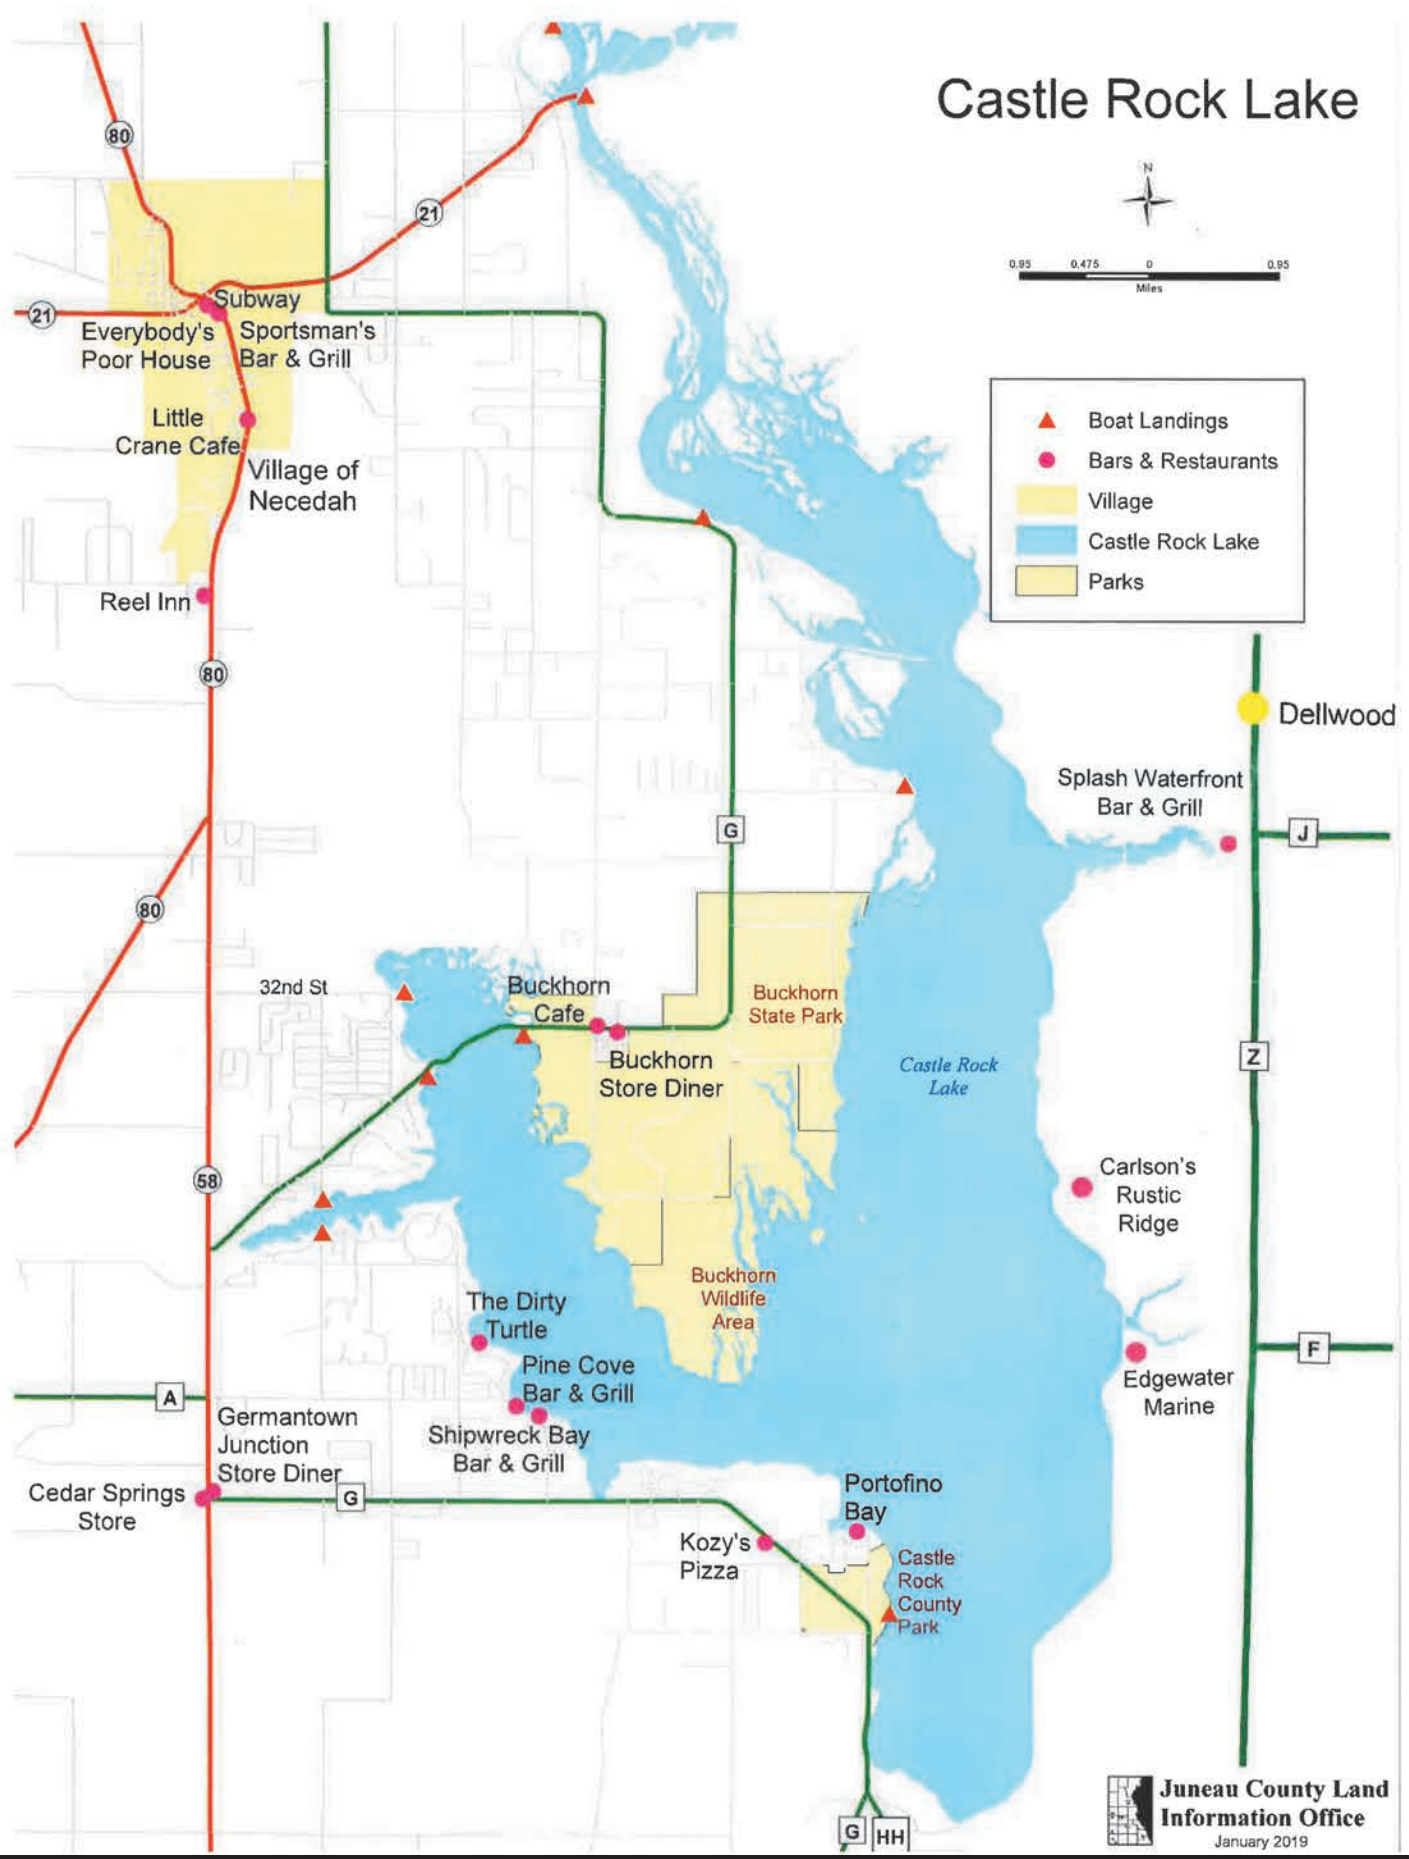 Castle Rock Lake
N
0.95 0.475 0 0.95
Miles
Boat Landings
Bars & Restaurants
Village
Castle Rock Lake
Parks
80
21
21
Subway
Everybody's
Poor House
Sportsman's
Bar & Grill
Little
Crane Cafe
Village of
Necedah
Reel Inn
80
Dellwood
Splash Waterfront
Bar & Grill
J
G
80
32nd St
Buckhorn
Cafe
Buckhorn
State Park
Buckhorn
Store Diner
Castle Rock
Lake
Z
58
Carlson's
Rustic
Ridge
Buckhorn
Wildlife
Area
The Dirty
Turtle
F
Pine Cove
Bar & Grill
Edgewater
Marine
A
Germantown
Junction
Store Diner
Shipwreck Bay
Bar & Grill
Cedar Springs
Store
G
Portofino
Bay
Kozy's
Pizza
Castle
Rock
County
Park
G
HH
Juneau County Land
Information Office
January 2019